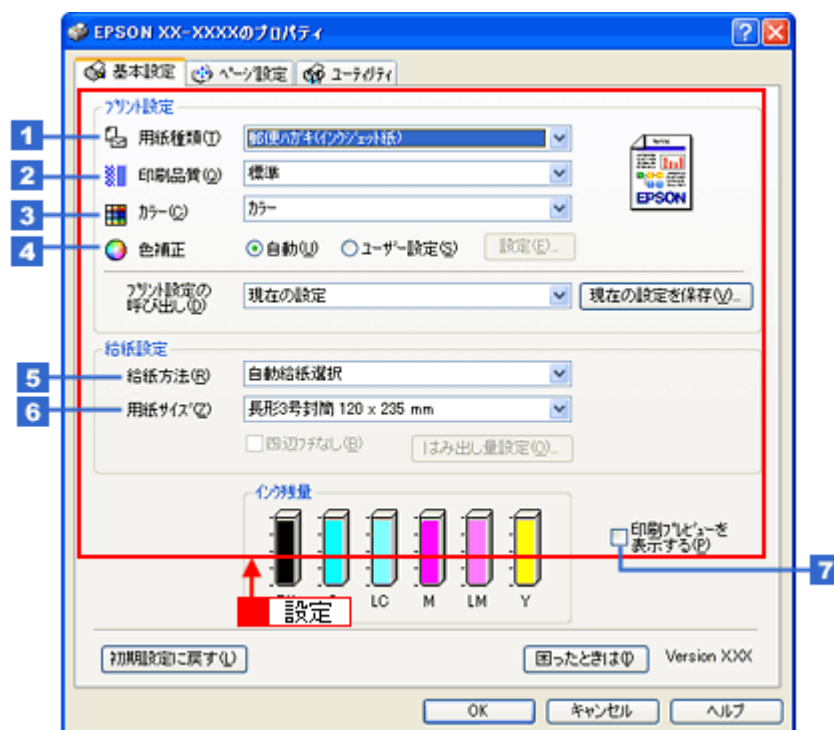 EPSON XX-XXXXのプロパティ
基本設定 ページ設定 ユーティリティ
プリント設定
1 用紙種類(T) 郵便ハガキ(インクジェット紙)
2 印刷品質(Q) 標準
3 カラー(C) カラー
4 色補正 自動(U) ユーザー設定(S) 設定(E)...
EPSON
プリント設定の
呼び出し(D) 現在の設定 現在の設定を保存(V)...
給紙設定
5 給紙方法(R) 自動給紙選択
6 用紙サイズ(Z) 長形3号封筒 120 x 235 mm
四辺フチなし(B) はみ出し量設定(O)...
インク残量
印刷プレビューを
表示する(P)
7
LC M LM Y
設定
初期設定に戻す(L) 困ったときは(I) Version XXX
OK キャンセル ヘルプ